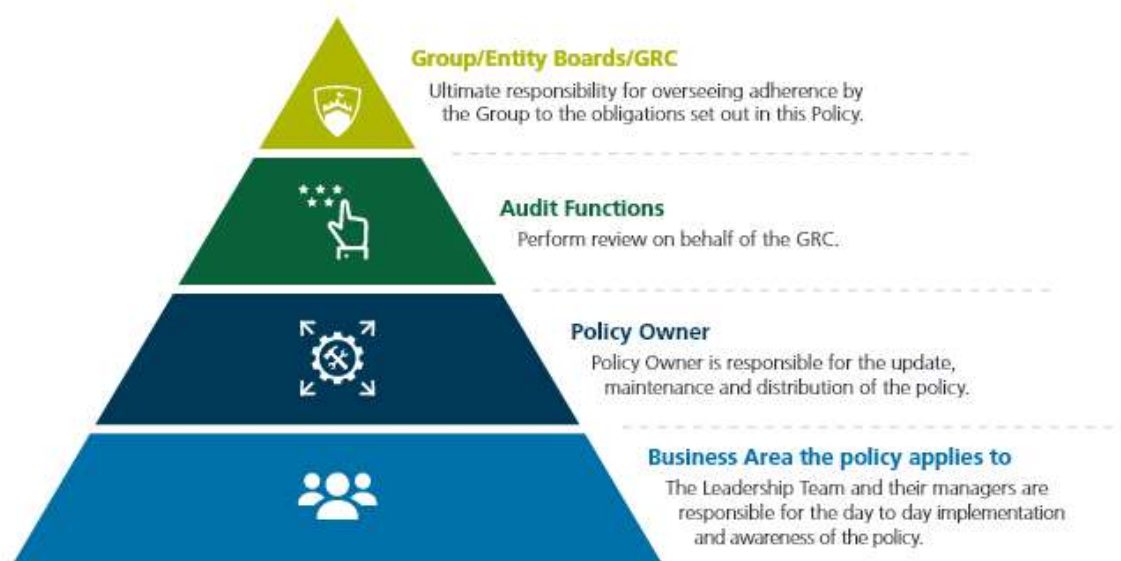 Group/Entity Boards/GRC
Ultimate responsibility for overseeing adherence by
the Group to the obligations set out in this Policy.
Audit Functions
Perform review on behalf of the GRC.
Policy Owner
Policy Owner is responsible for the update,
maintenance and distribution of the policy.
Business Area the policy applies to
The Leadership Team and their managers are
responsible for the day to day implementation
and awareness of the policy.